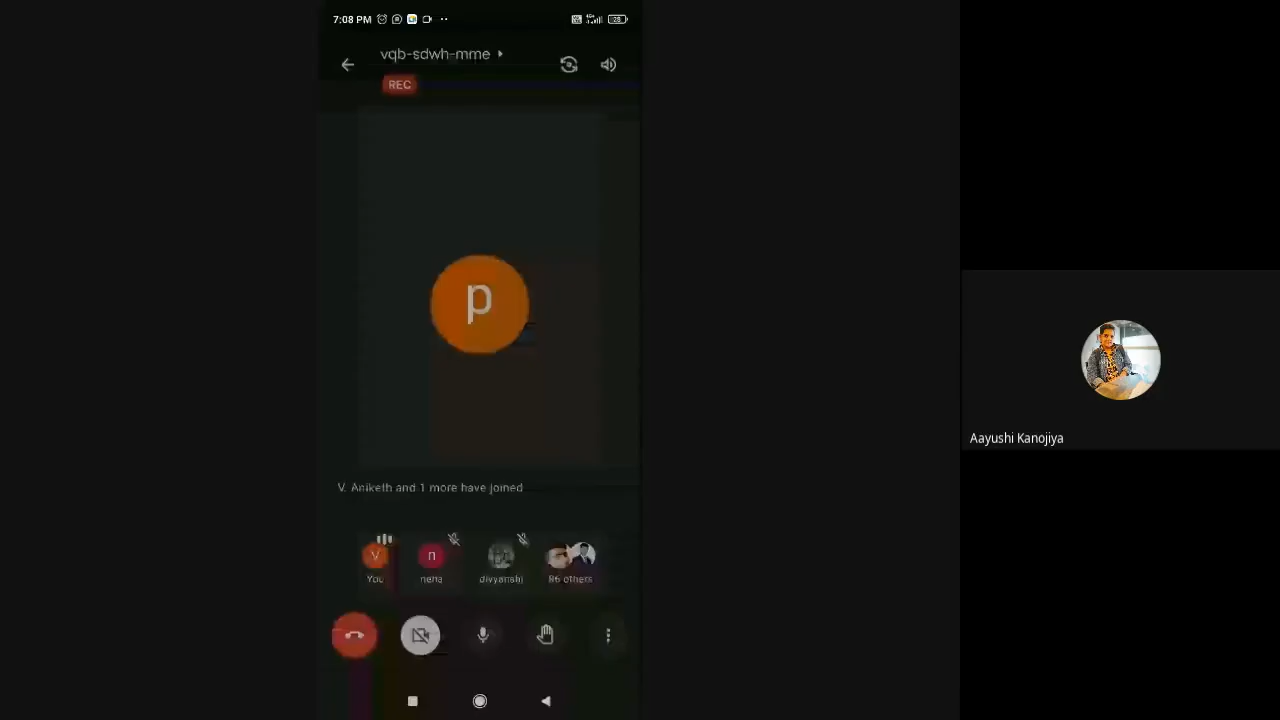 7:08 PM
28
vqb-sdwh-mme
REC
p
V. Aniketh and 1 more have joined
V
n
You
neha
divyanshi
86 others
Aayushi Kanojiya